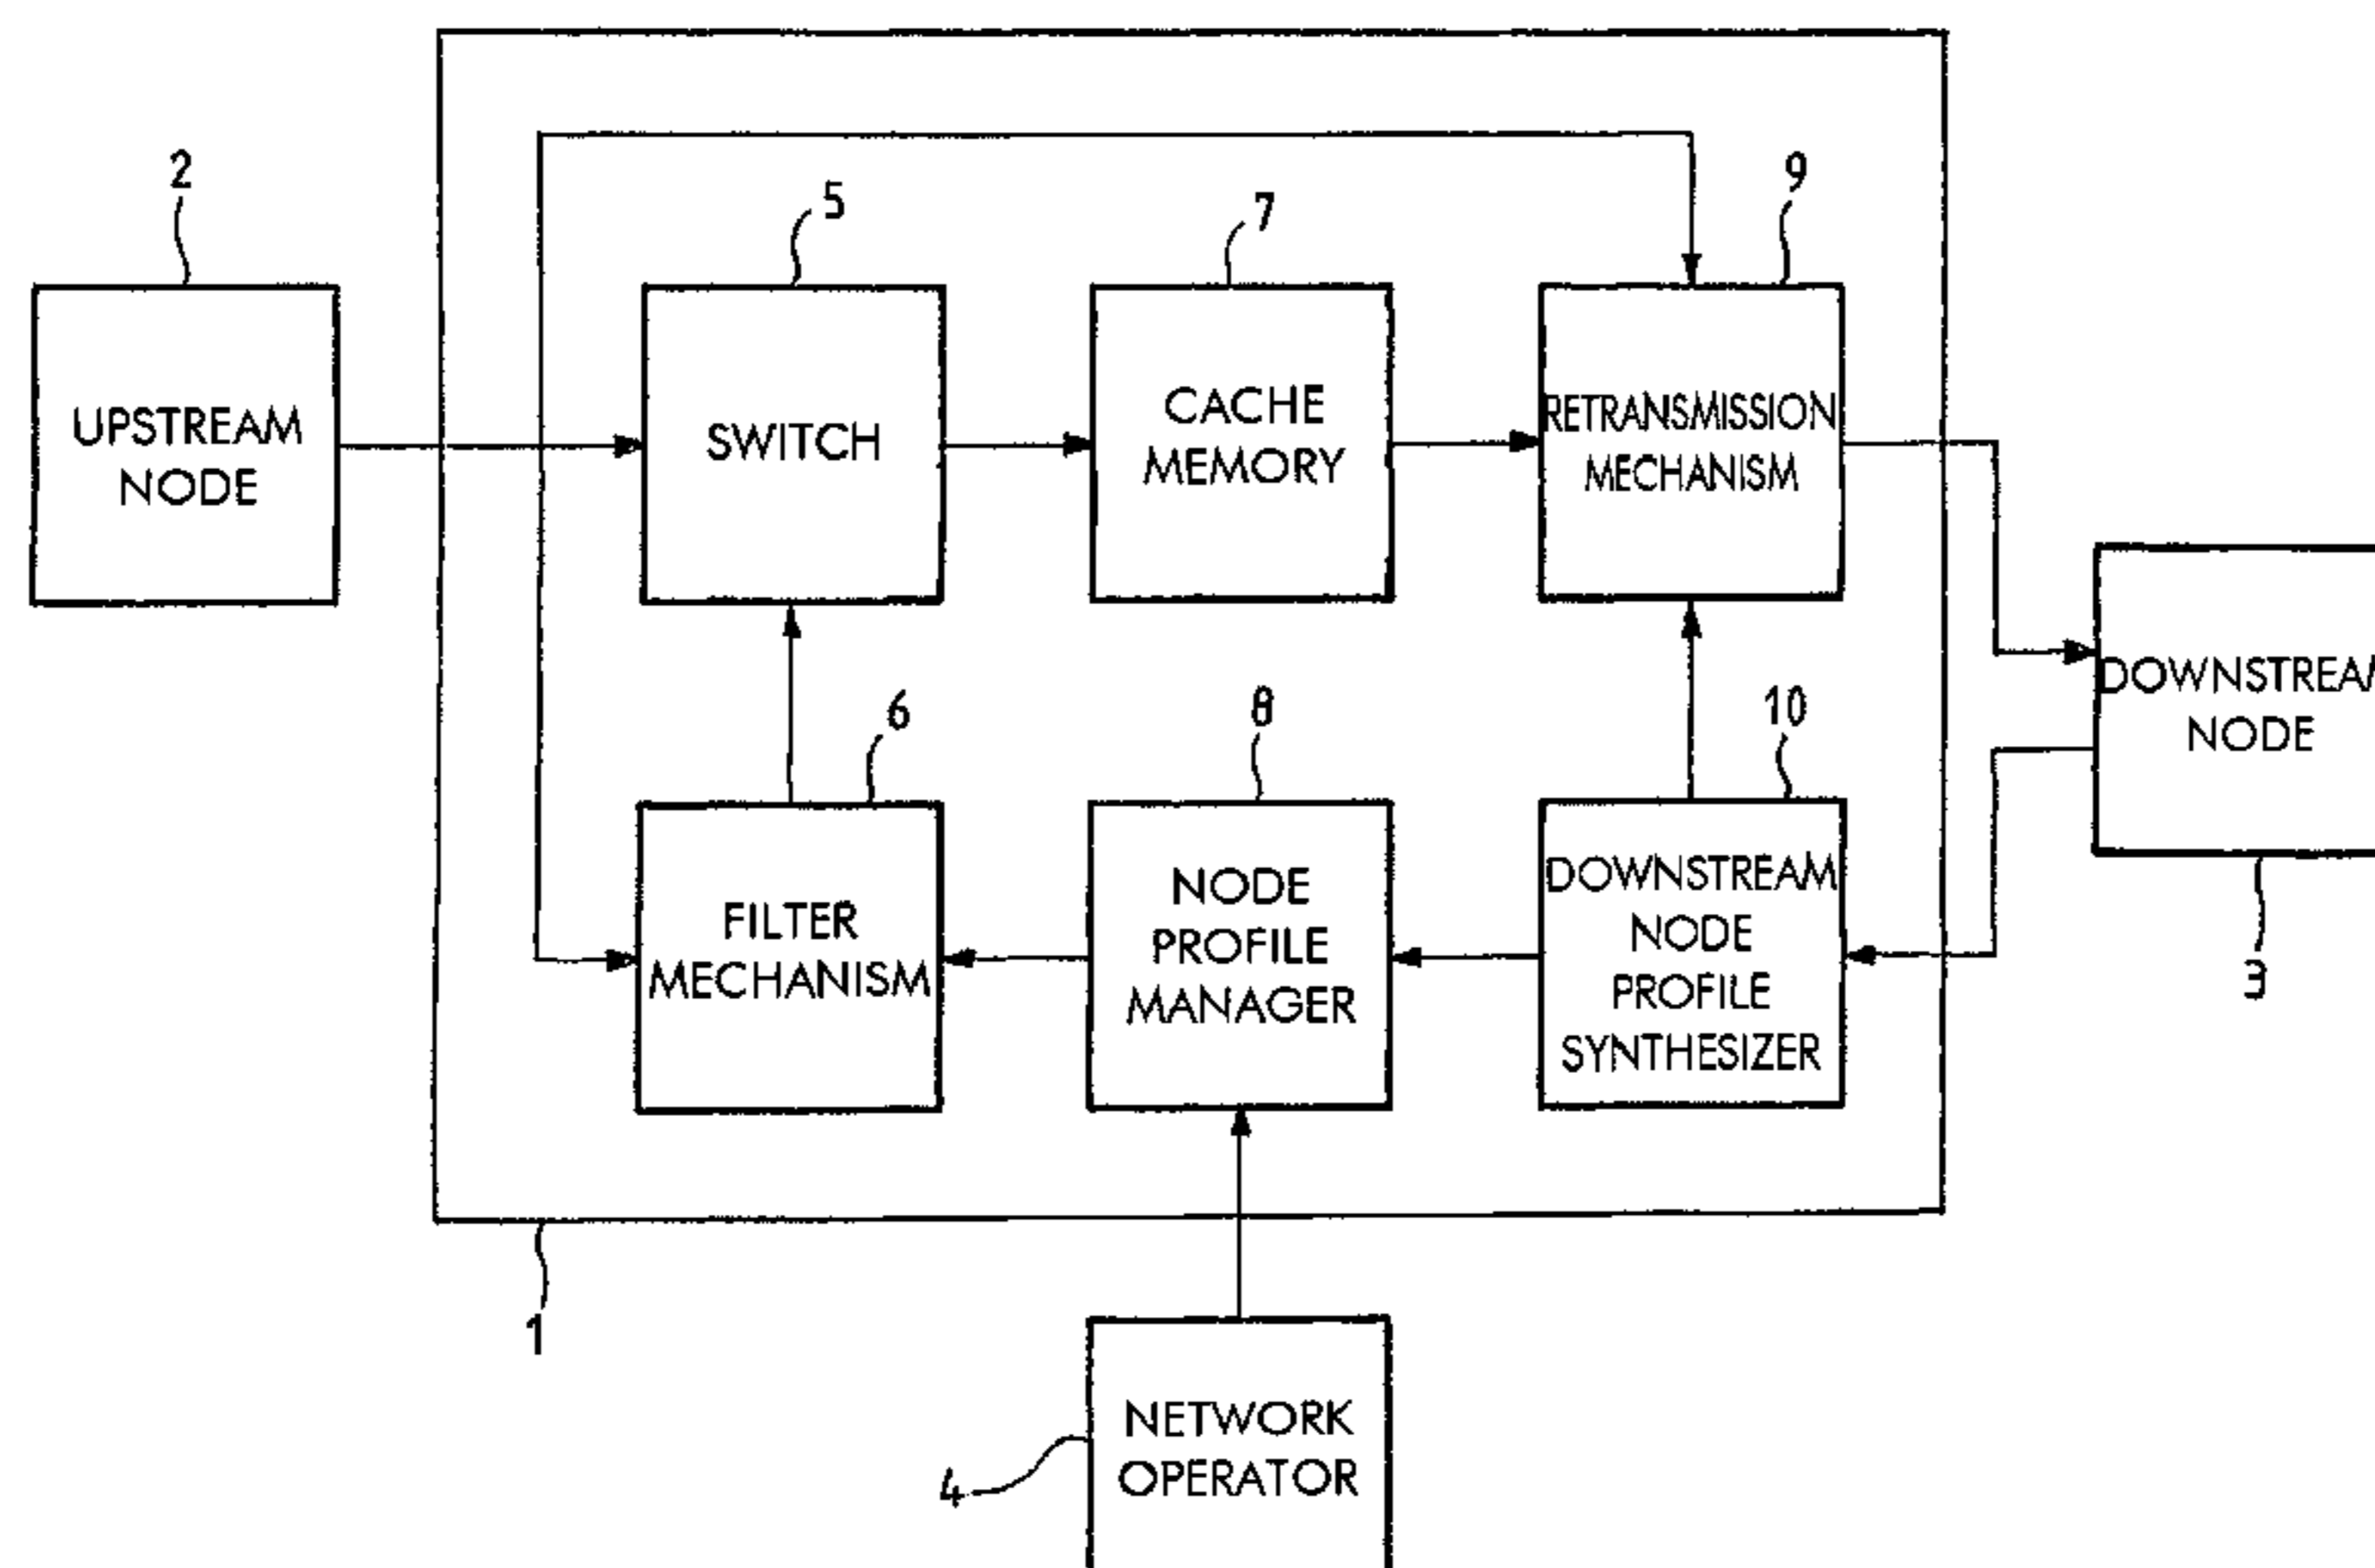 2
5
7
9
UPSTREAM
NODE
SWITCH
CACHE
MEMORY
RETRANSMISSION
MECHANISM
6
8
10
DOWNSTREAM
NODE
3
FILTER
MECHANISM
NODE
PROFILE
MANAGER
DOWNSTREAM
NODE
PROFILE
SYNTHESIZER
1
4
NETWORK
OPERATOR